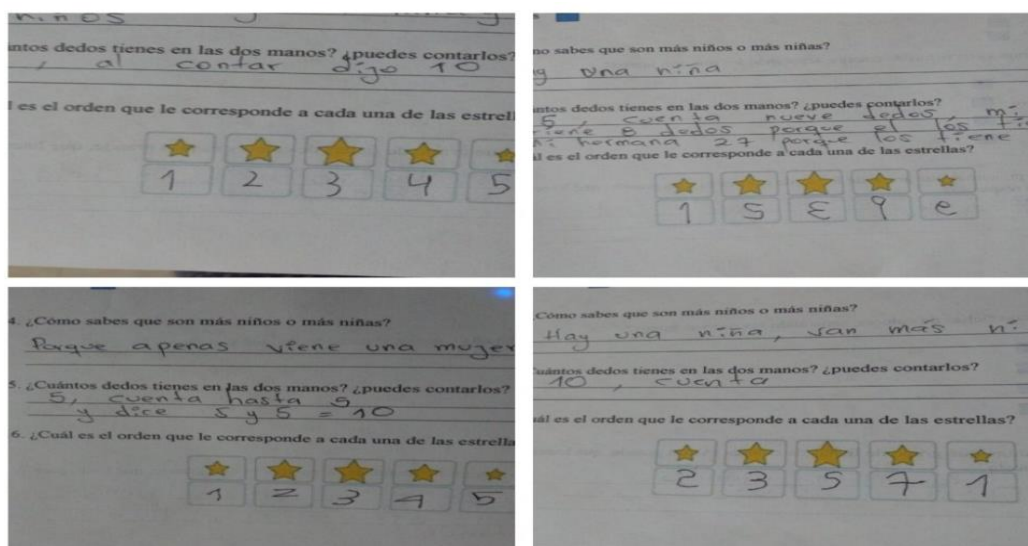 niños
ntos dedos tienes en las dos manos? ¿puedes contarlos?
, al contar digo 10
l es el orden que le corresponde a cada una de las estrel
1 2 3 4 5
no sabes que son más niños o más niñas?
y una niña
ntos dedos tienes en las dos manos? ¿puedes contarlos?
5, cuenta nueve dedos, mi
tiene 8 dedos porque el los
mi hermana 27 porque los tiene
ál es el orden que le corresponde a cada una de las estrellas?
1
4. ¿Cómo sabes que son más niños o más niñas?
Porque apenas viene una mujer
5. ¿Cuántos dedos tienes en las dos manos? ¿puedes contarlos?
5, cuenta hasta 5
y dice 5 y 5 = 10
6. ¿Cuál es el orden que le corresponde a cada una de las estrella
1 2 3 4 5
Cómo sabes que son más niños o más niñas?
Hay una niña, van mas ni
Cuántos dedos tienes en las dos manos? ¿puedes contarlos?
10, cuenta
uál es el orden que le corresponde a cada una de las estrellas?
2 3 5 7 1